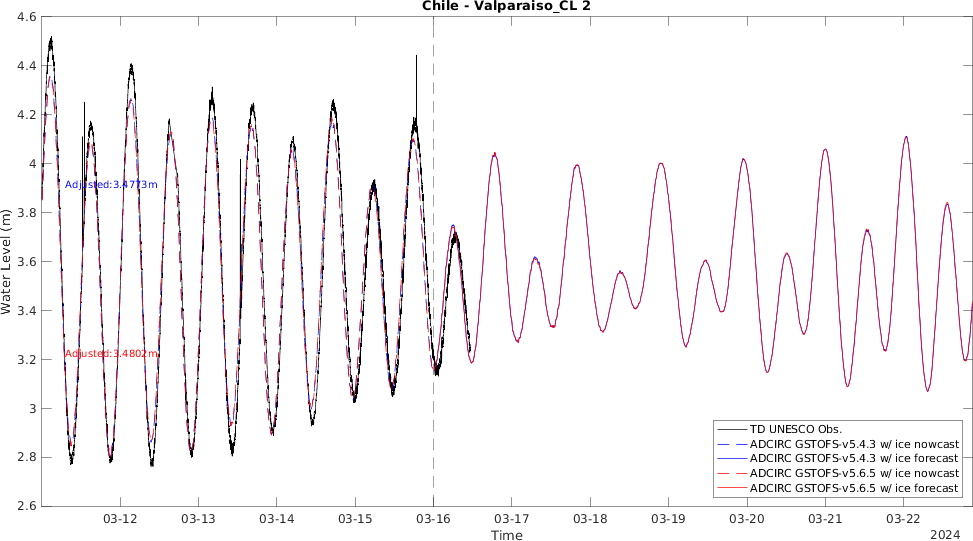 Chile - Valparaiso_CL 2
4.6
4.4
4.2
4
3.8
3.6
3.4
3.2
3
2.8
2.6
Water Level (m)
Adjusted:3.4773m
Adjusted:3.4802m
TD UNESCO Obs.
ADCIRC GSTOFS-v5.4.3 w/ ice nowcast
ADCIRC GSTOFS-v5.4.3 w/ ice forecast
ADCIRC GSTOFS-v5.6.5 w/ ice nowcast
ADCIRC GSTOFS-v5.6.5 w/ ice forecast
03-12 03-13 03-14 03-15 03-16 03-17 03-18 03-19 03-20 03-21 03-22
Time
2024